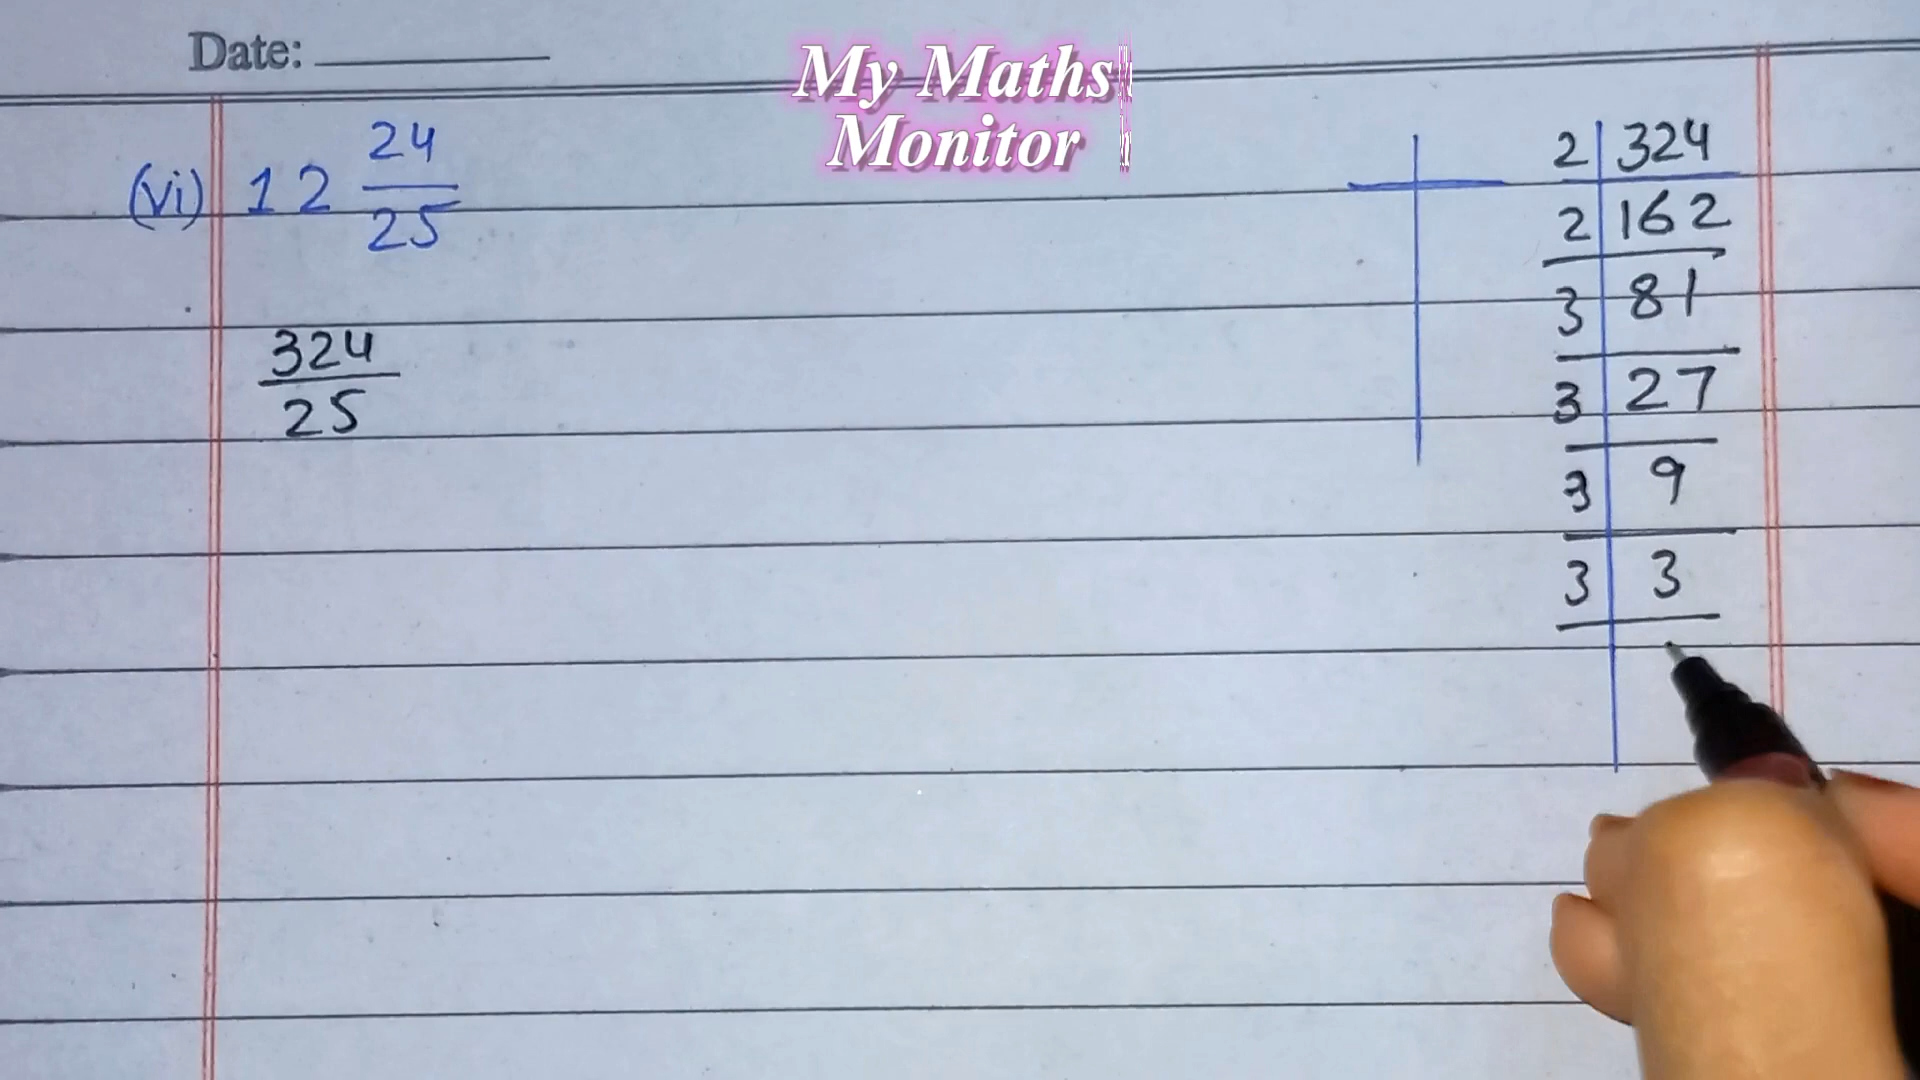 Date:
My Maths
Monitor
(vi) 12 24/25
324/25
2 | 324
2 | 162
3 | 81
3 | 27
3 | 9
3 | 3